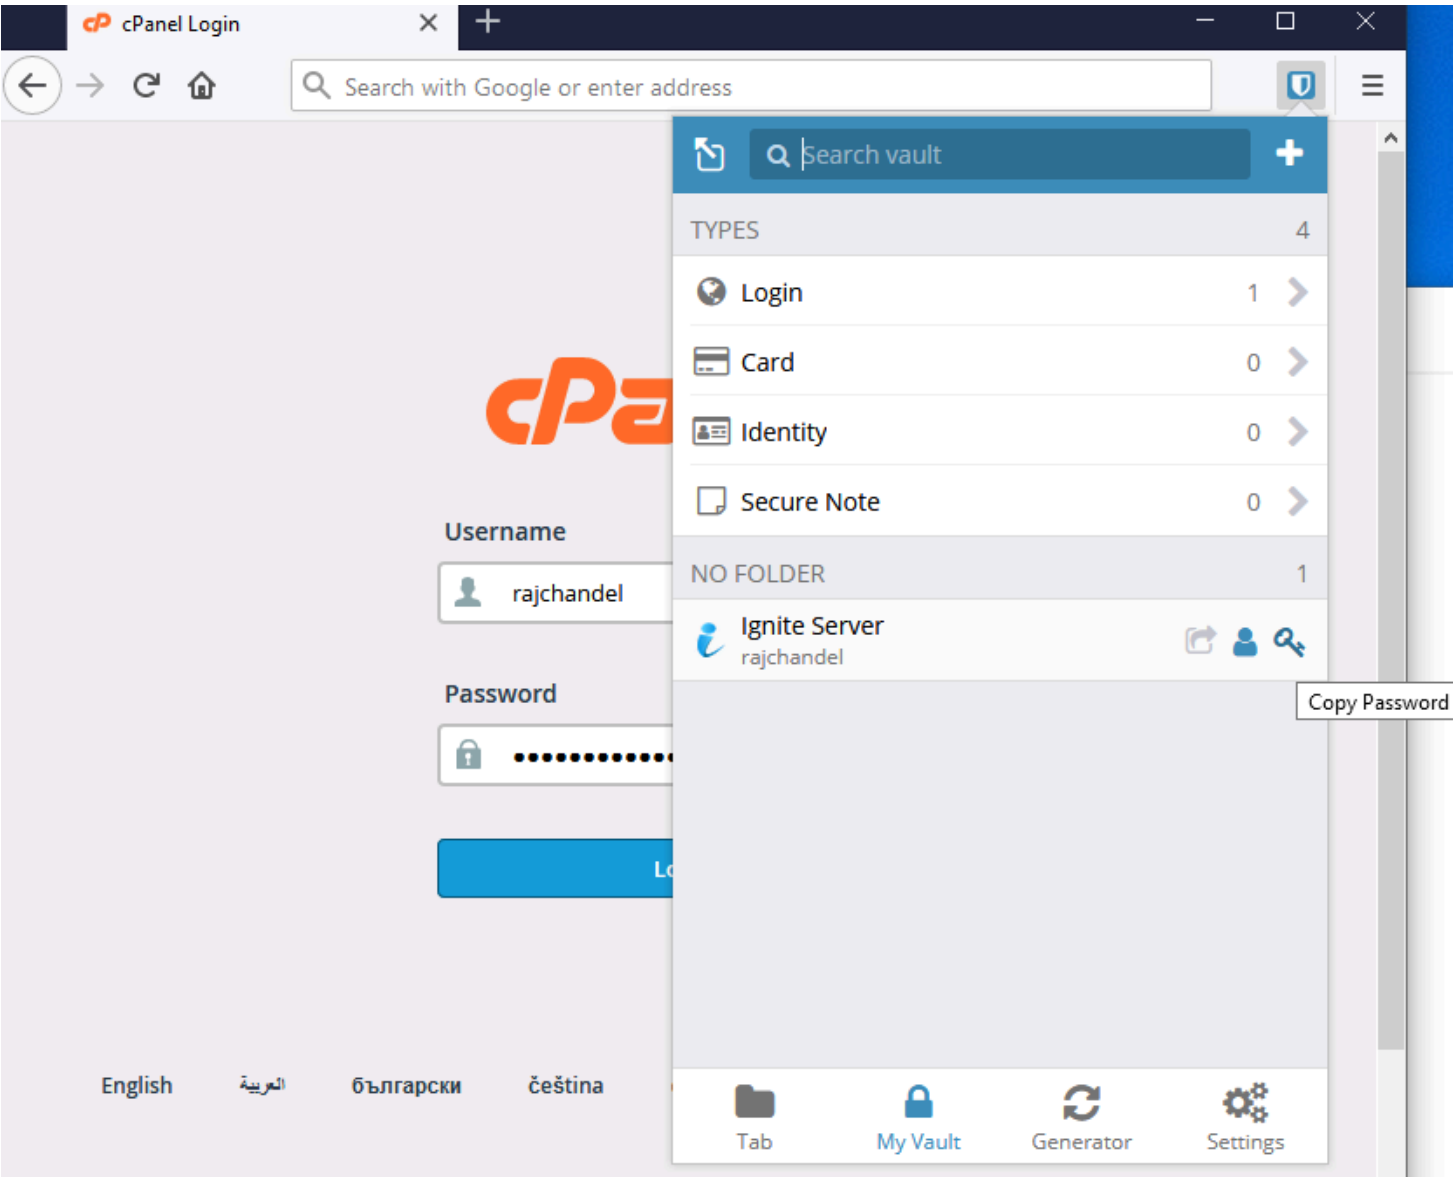 cPanel Login
Search with Google or enter address
Search vault
TYPES 4
Login 1
Card 0
cPa
Identity 0
Secure Note 0
Username
NO FOLDER 1
rajchandel
Ignite Server
rajchandel
Password
Copy Password
••••••••••••
Lo
English العربية български čeština
Tab My Vault Generator Settings